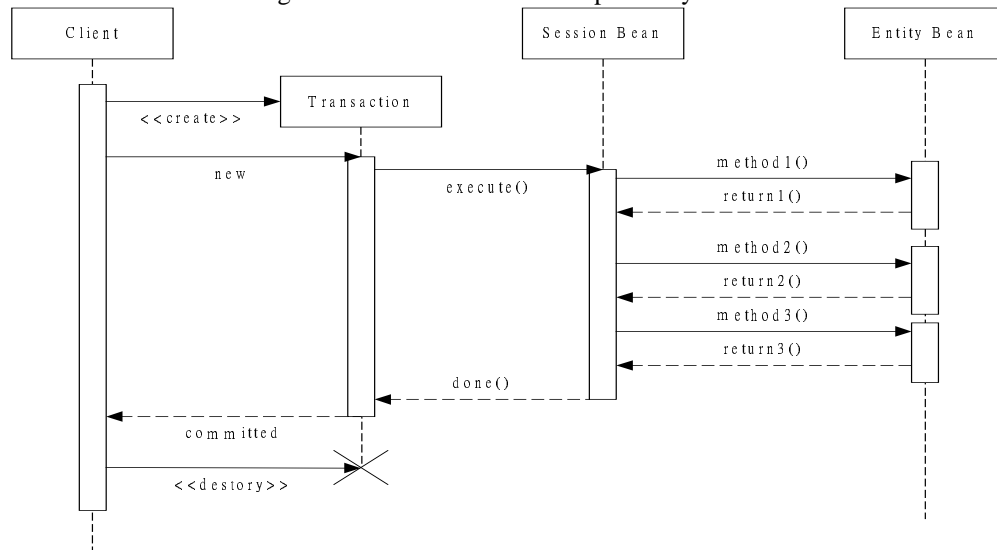 Client
Session Bean
Entity Bean
Transaction
<<create>>
new
execute()
method1()
return1()
method2()
return2()
method3()
return3()
done()
committed
<<destory>>